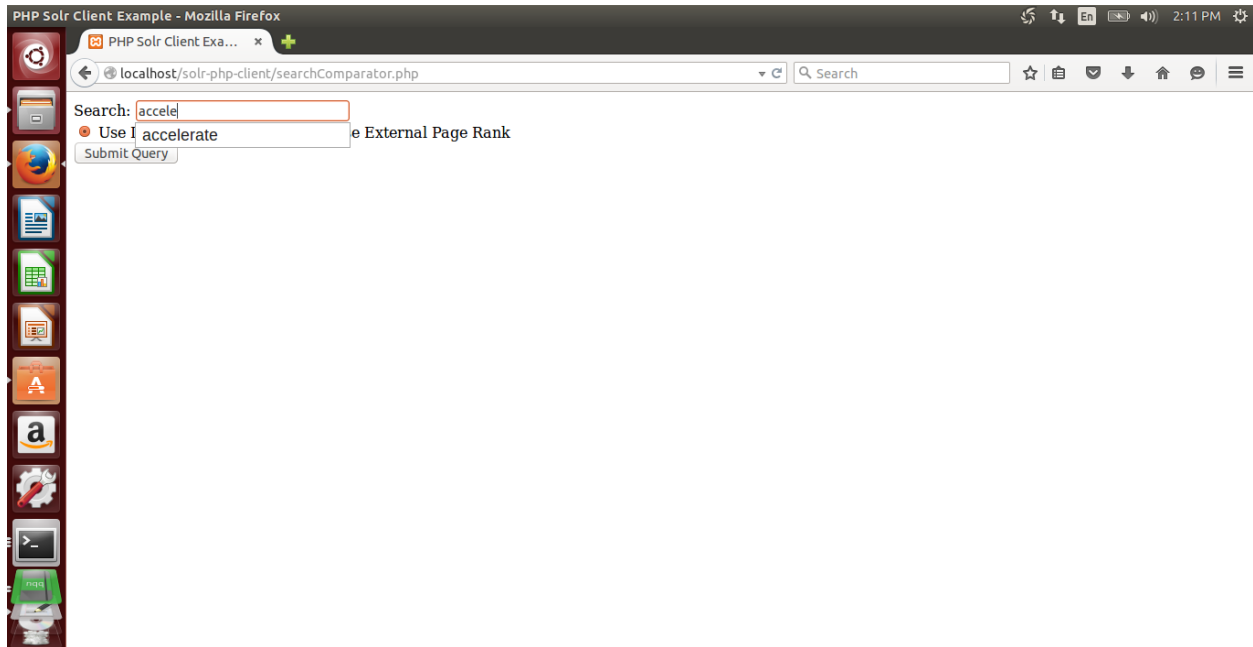 PHP Solr Client Example - Mozilla Firefox En 2:11 PM
PHP Solr Client Exa... ×
localhost/solr-php-client/searchComparator.php Search
Search: accele
Use e External Page Rank
accelerate
Submit Query
a
>_
nqq